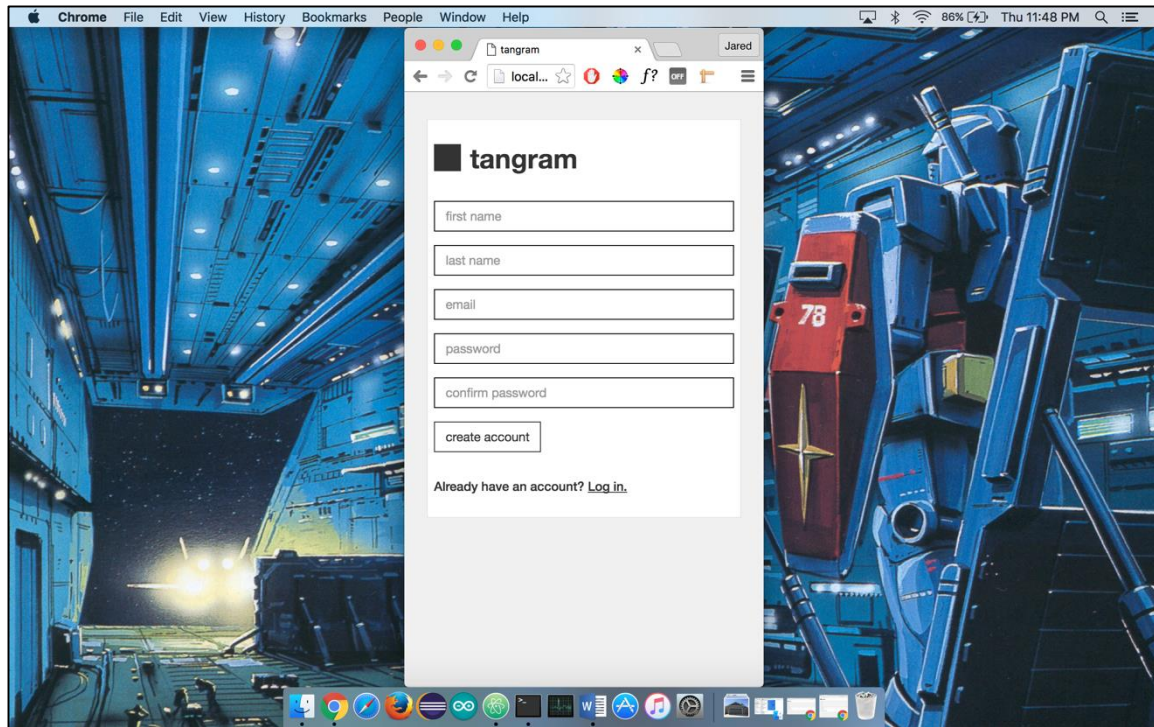 Chrome File Edit View History Bookmarks People Window Help 86% Thu 11:48 PM
tangram Jared
local... f? OFF
tangram
first name
last name
email
password
confirm password
create account
Already have an account? Log in.
78